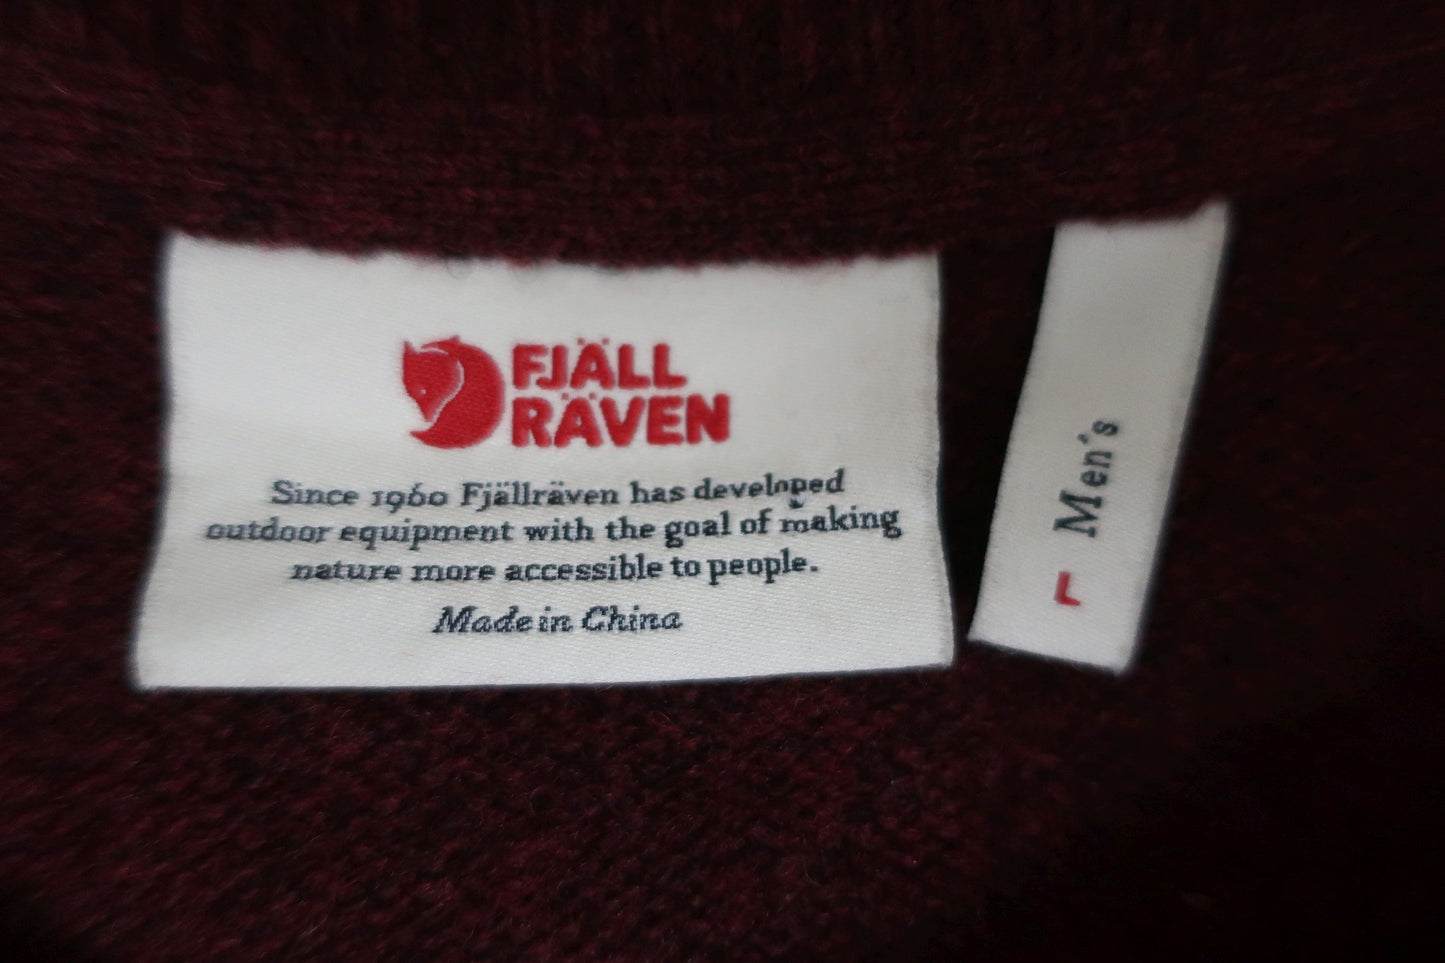 FJÄLL
RÄVEN
Since 1960 Fjällräven has developed
outdoor equipment with the goal of making
nature more accessible to people.
Made in China
Men's
L